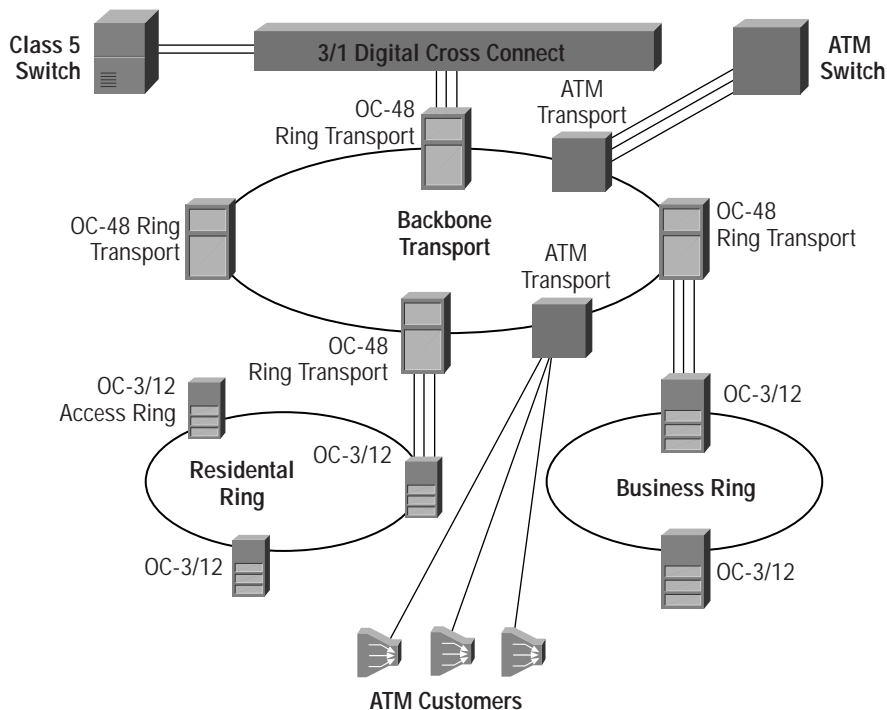 Class 5
Switch
3/1 Digital Cross Connect
ATM
Switch
OC-48
Ring Transport
ATM
Transport
OC-48 Ring
Transport
Backbone
Transport
OC-48
Ring Transport
ATM
Transport
OC-48
Ring Transport
OC-3/12
Access Ring
OC-3/12
Residental
Ring
OC-3/12
OC-3/12
Business Ring
OC-3/12
ATM Customers